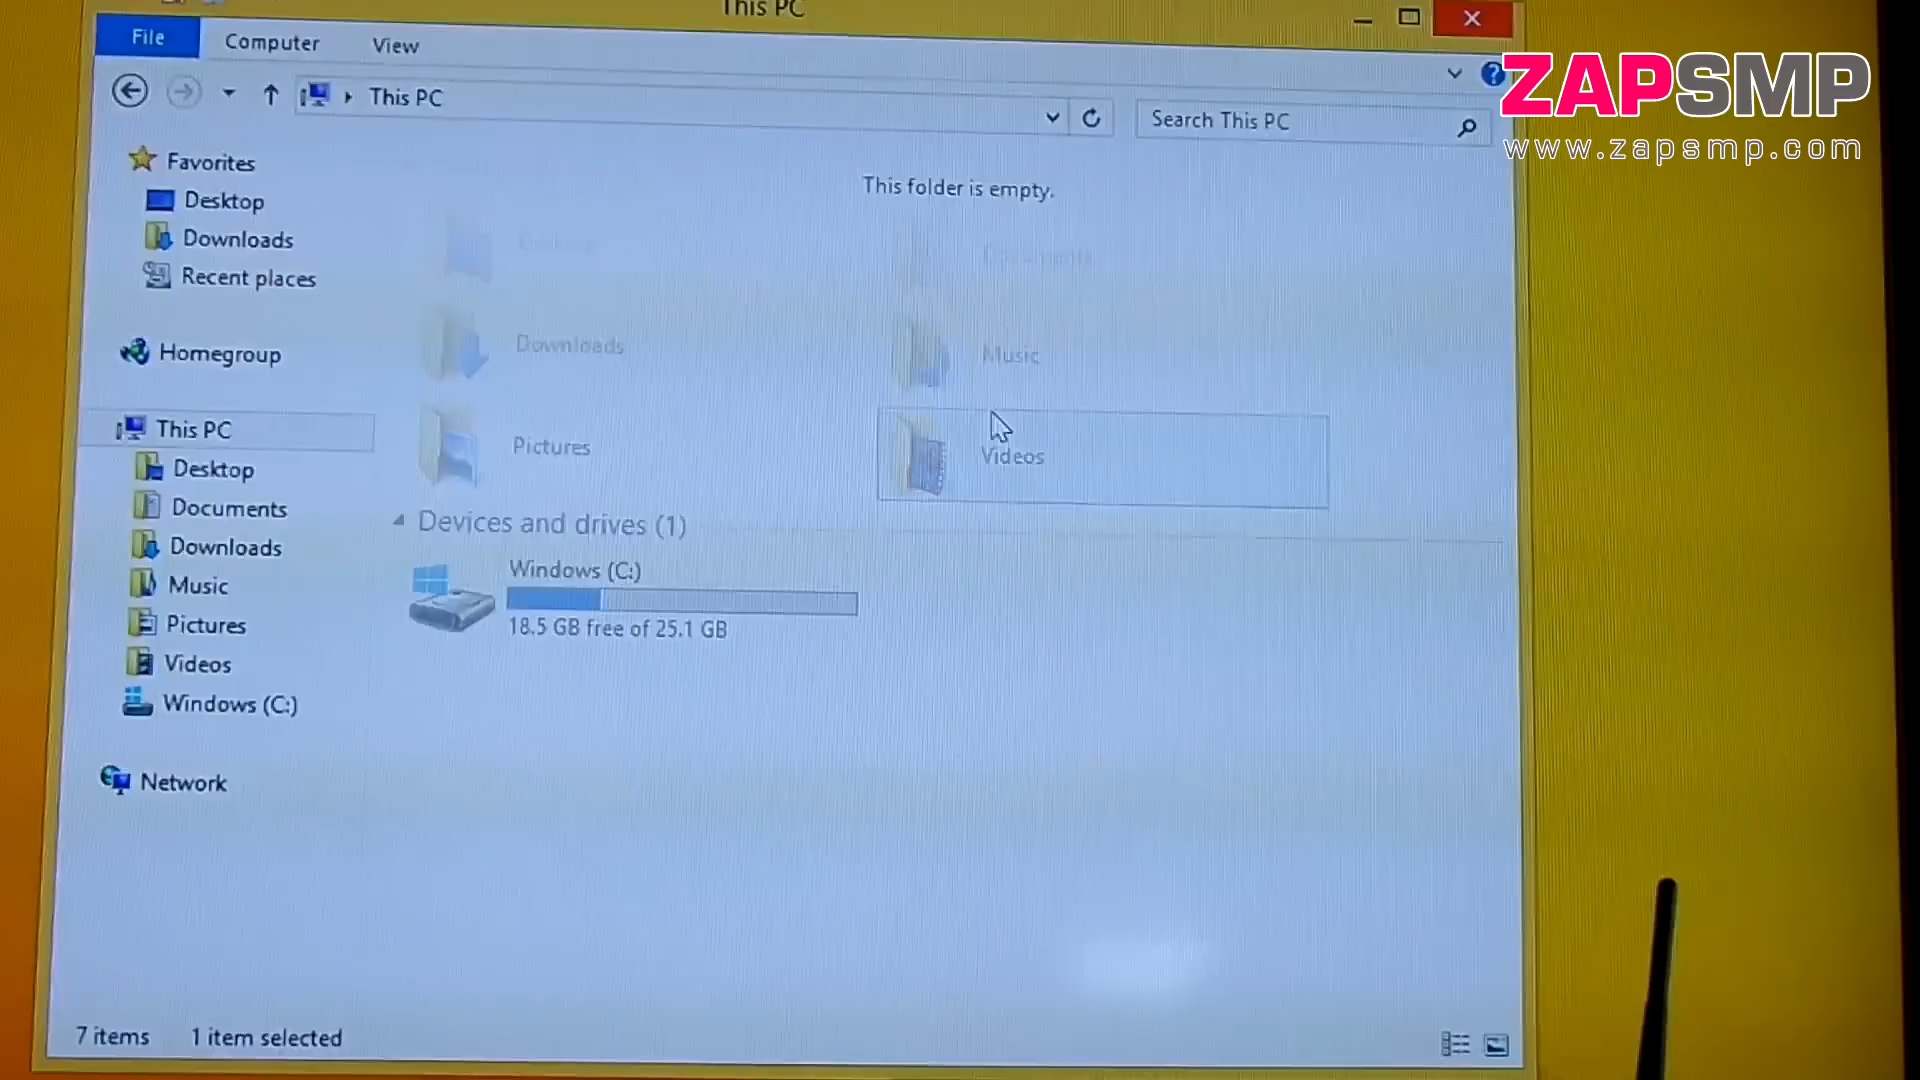 This PC
File
Computer
View
This PC
Search This PC
ZAPSMP
www.zapsmp.com
Favorites
Desktop
Downloads
Recent places
Homegroup
This PC
Desktop
Documents
Downloads
Music
Pictures
Videos
Windows (C:)
Network
This folder is empty.
Desktop
Documents
Downloads
Music
Pictures
Videos
Devices and drives (1)
Windows (C:)
18.5 GB free of 25.1 GB
7 items
1 item selected